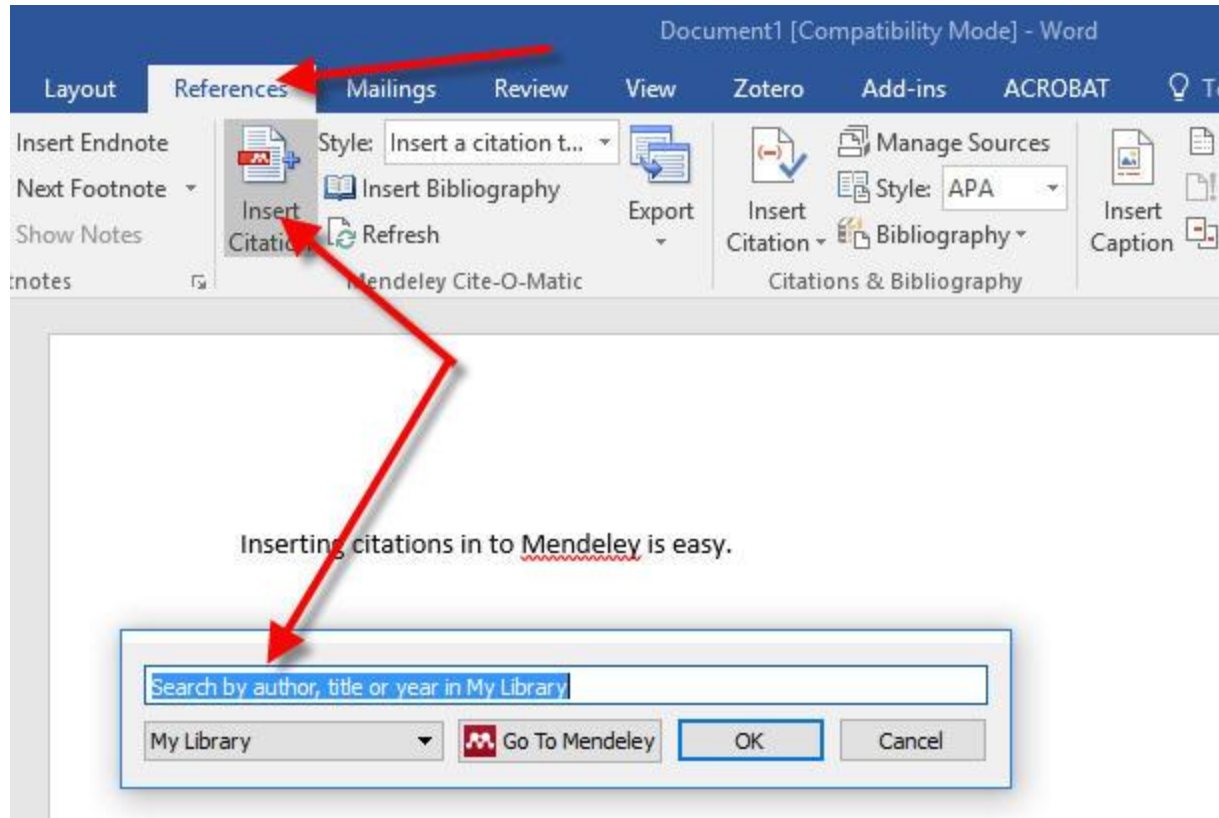 Document1 [Compatibility Mode] - Word
Layout References Mailings Review View Zotero Add-ins ACROBAT
Insert Endnote
Next Footnote
Show Notes
Insert
Style: Insert a citation t...
Insert Bibliography
Refresh
Mendeley Cite-O-Matic
Export
Insert
Citation
Manage Sources
Style: APA
Bibliography
Citations & Bibliography
Insert
Caption
Inserting citations in to Mendeley is easy.
Search by author, title or year in My Library
My Library Go To Mendeley OK Cancel